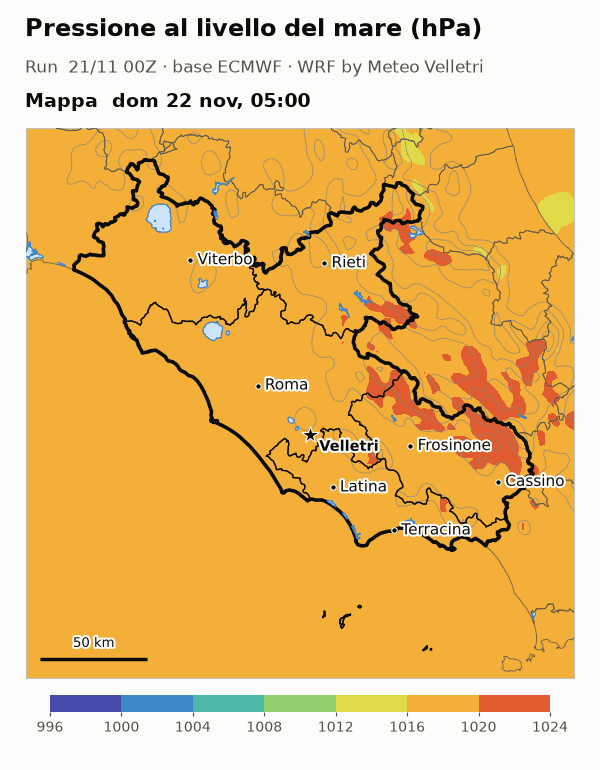 Pressione al livello del mare (hPa)
Run  21/11 00Z · base ECMWF · WRF by Meteo Velletri
Mappa  dom 22 nov, 05:00
Viterbo
Rieti
Roma
Velletri
Frosinone
Cassino
Latina
Terracina
50 km
996 1000 1004 1008 1012 1016 1020 1024